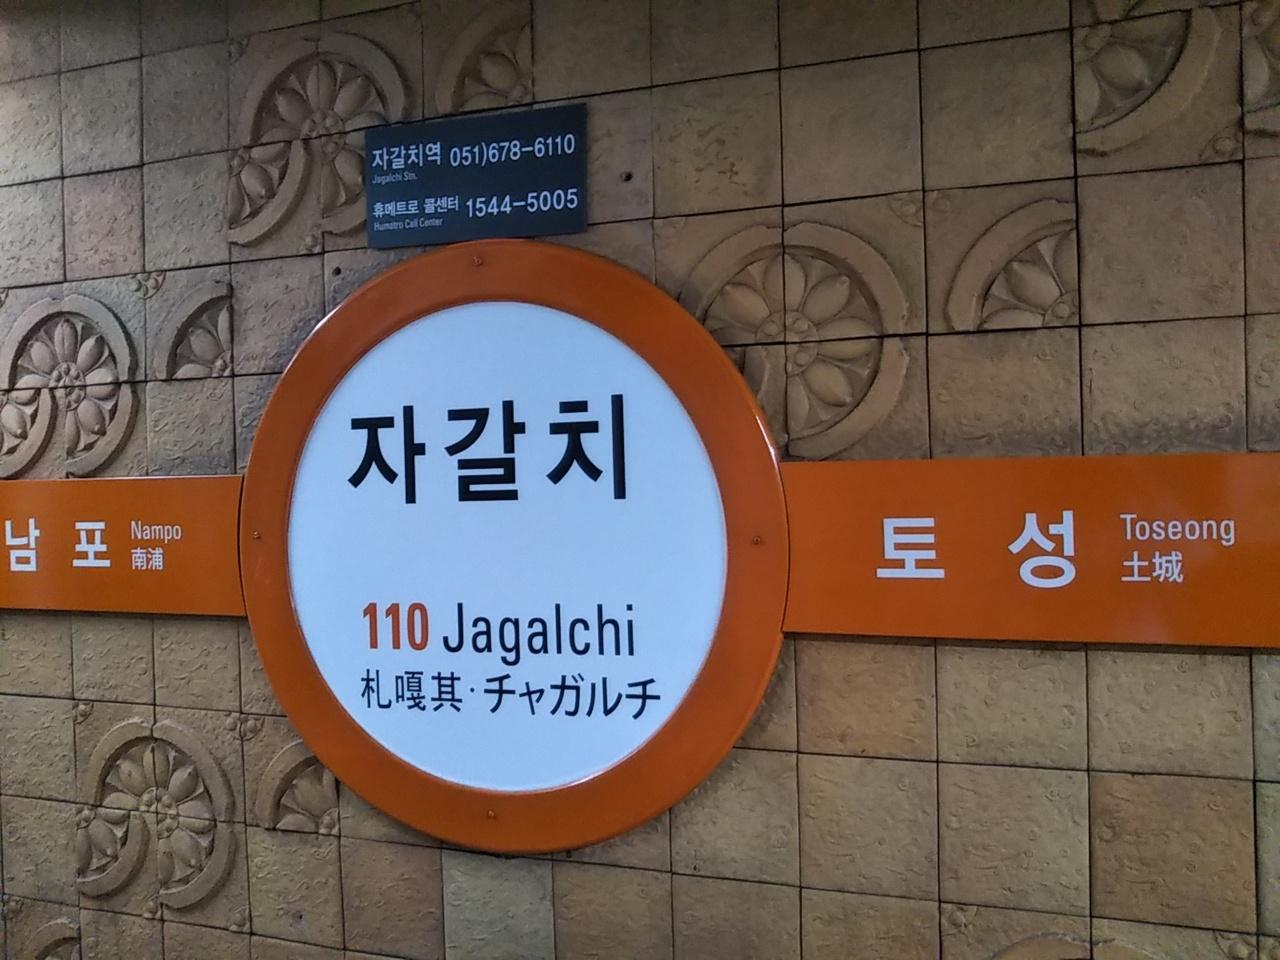 자갈치역 051)678-6110
Jagalchi Stn.
휴메트로 콜센터 1544-5005
Humetro Call Center
자갈치
110 Jagalchi
札嘎其·チャガルチ
남포 Nampo
南浦
토성 Toseong
土城